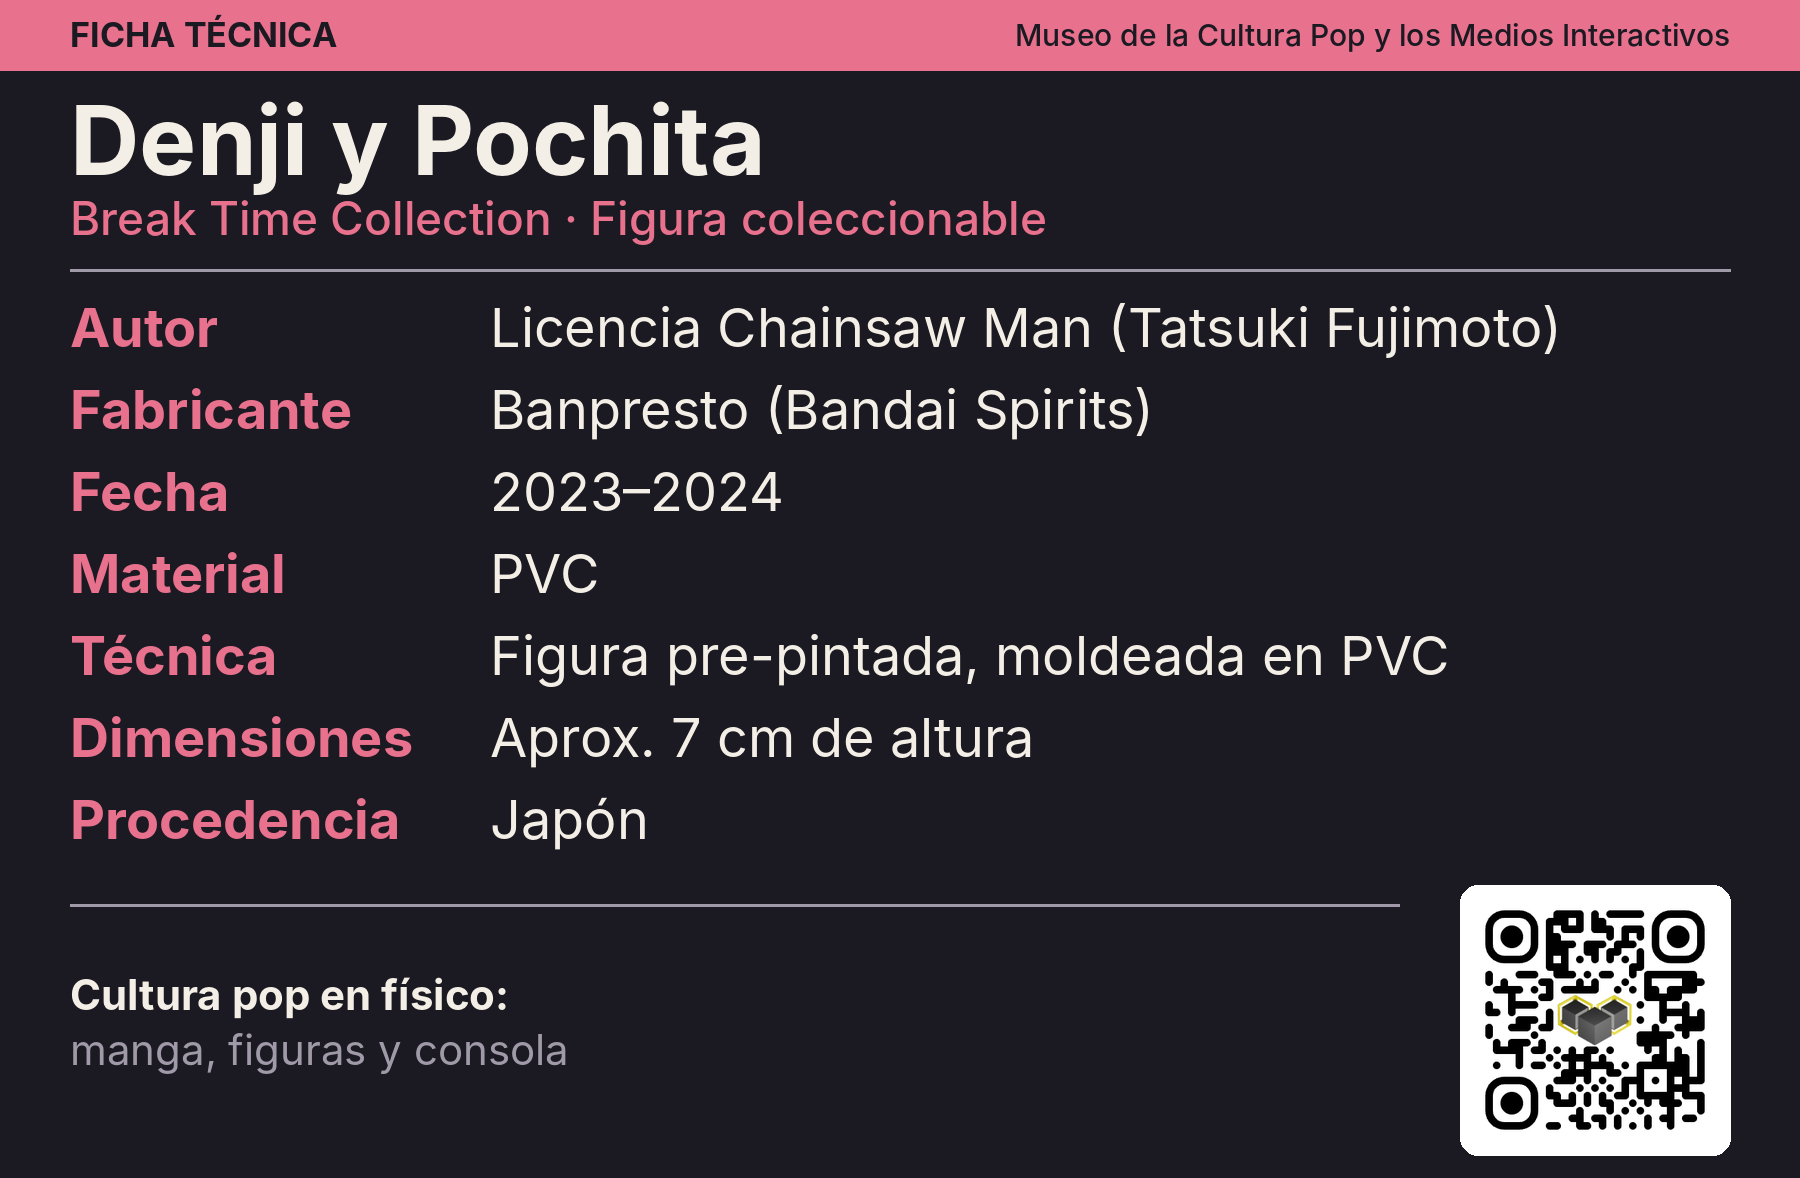 FICHA TÉCNICA
Museo de la Cultura Pop y los Medios Interactivos
Denji y Pochita
Break Time Collection · Figura coleccionable
Autor Licencia Chainsaw Man (Tatsuki Fujimoto)
Fabricante Banpresto (Bandai Spirits)
Fecha 2023–2024
Material PVC
Técnica Figura pre-pintada, moldeada en PVC
Dimensiones Aprox. 7 cm de altura
Procedencia Japón
Cultura pop en físico:
manga, figuras y consola